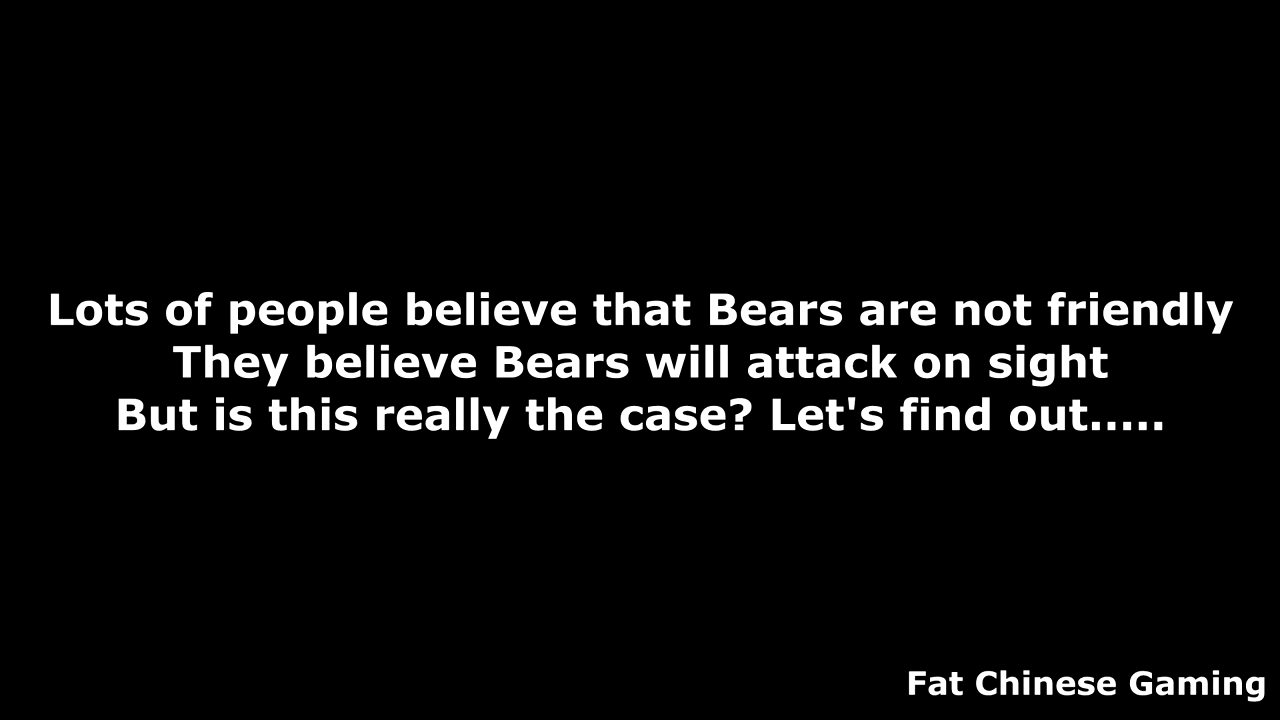 Lots of people believe that Bears are not friendly
They believe Bears will attack on sight
But is this really the case? Let's find out.....
Fat Chinese Gaming